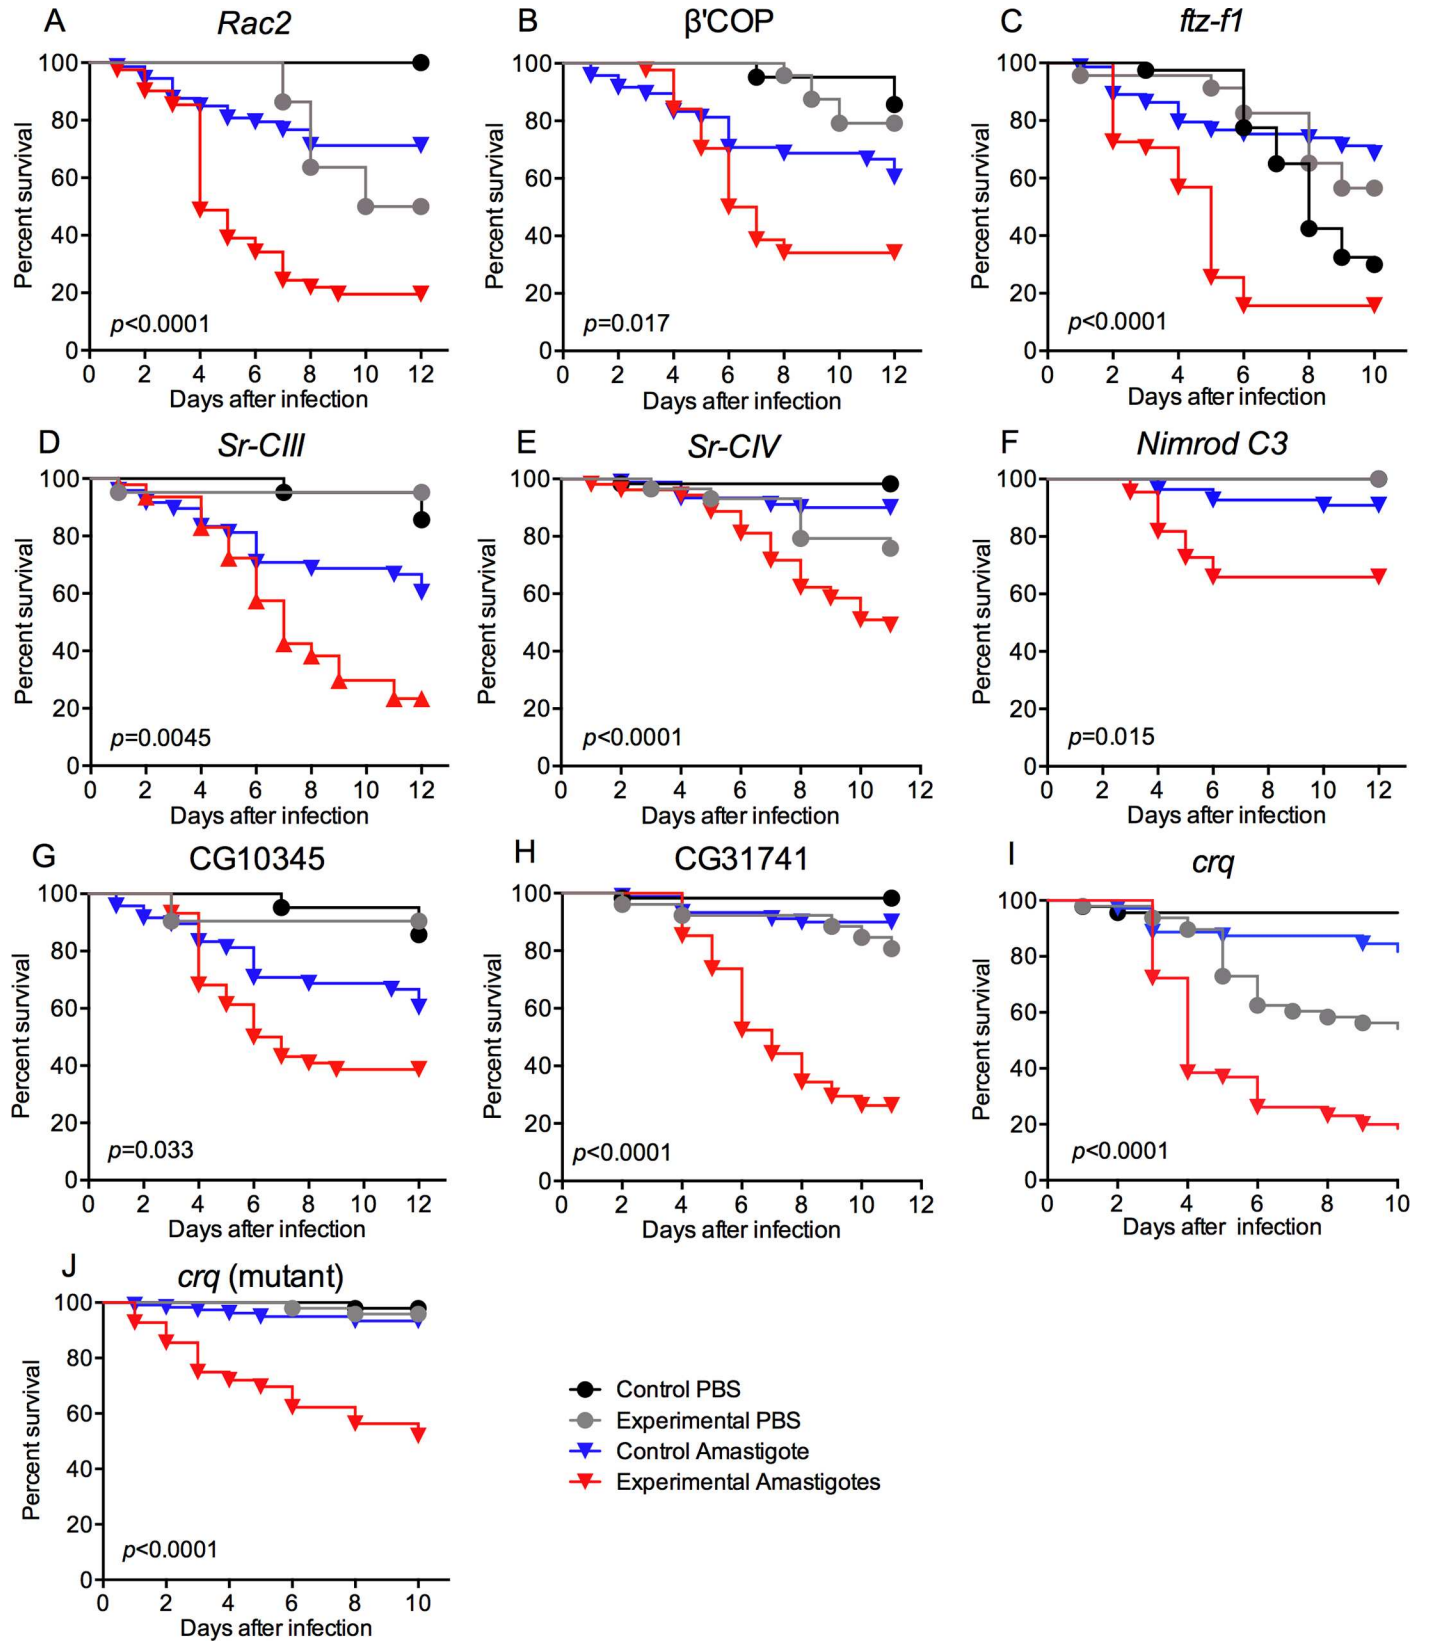 A Rac2
100
80
60
40
20
0
Percent survival
p<0.0001
0 2 4 6 8 10 12
Days after infection
B β'COP
100
80
60
40
20
0
Percent survival
p=0.017
0 2 4 6 8 10 12
Days after infection
C ftz-f1
100
80
60
40
20
0
Percent survival
p<0.0001
0 2 4 6 8 10
Days after infection
D Sr-CIII
100
80
60
40
20
0
Percent survival
p=0.0045
0 2 4 6 8 10 12
Days after infection
E Sr-CIV
100
80
60
40
20
0
Percent survival
p<0.0001
0 2 4 6 8 10 12
Days after infection
F Nimrod C3
100
80
60
40
20
0
Percent survival
p=0.015
0 2 4 6 8 10 12
Days after infection
G CG10345
100
80
60
40
20
0
Percent survival
p=0.033
0 2 4 6 8 10 12
Days after infection
H CG31741
100
80
60
40
20
0
Percent survival
p<0.0001
0 2 4 6 8 10 12
Days after infection
I crq
100
80
60
40
20
0
Percent survival
p<0.0001
0 2 4 6 8 10
Days after infection
J crq (mutant)
100
80
60
40
20
0
Percent survival
p<0.0001
0 2 4 6 8 10
Days after infection
Control PBS
Experimental PBS
Control Amastigote
Experimental Amastigotes